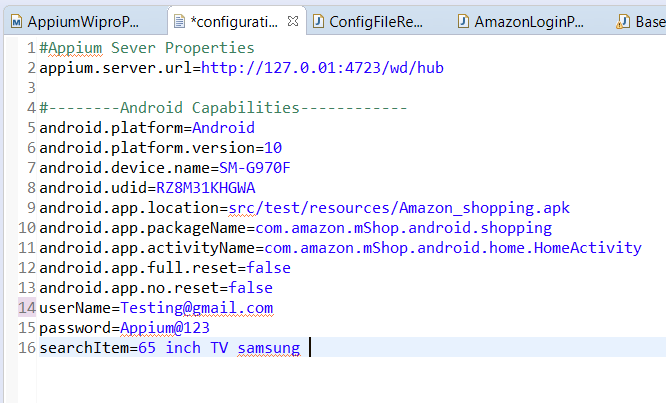 AppiumWiproP...
*configurati...
ConfigFileRe...
AmazonLoginP...
Base
1 #Appium Sever Properties
2 appium.server.url=http://127.0.01:4723/wd/hub
3
4 #--------Android Capabilities------------
5 android.platform=Android
6 android.platform.version=10
7 android.device.name=SM-G970F
8 android.udid=RZ8M31KHGWA
9 android.app.location=src/test/resources/Amazon_shopping.apk
10 android.app.packageName=com.amazon.mShop.android.shopping
11 android.app.activityName=com.amazon.mShop.android.home.HomeActivity
12 android.app.full.reset=false
13 android.app.no.reset=false
14 userName=Testing@gmail.com
15 password=Appium@123
16 searchItem=65 inch TV samsung